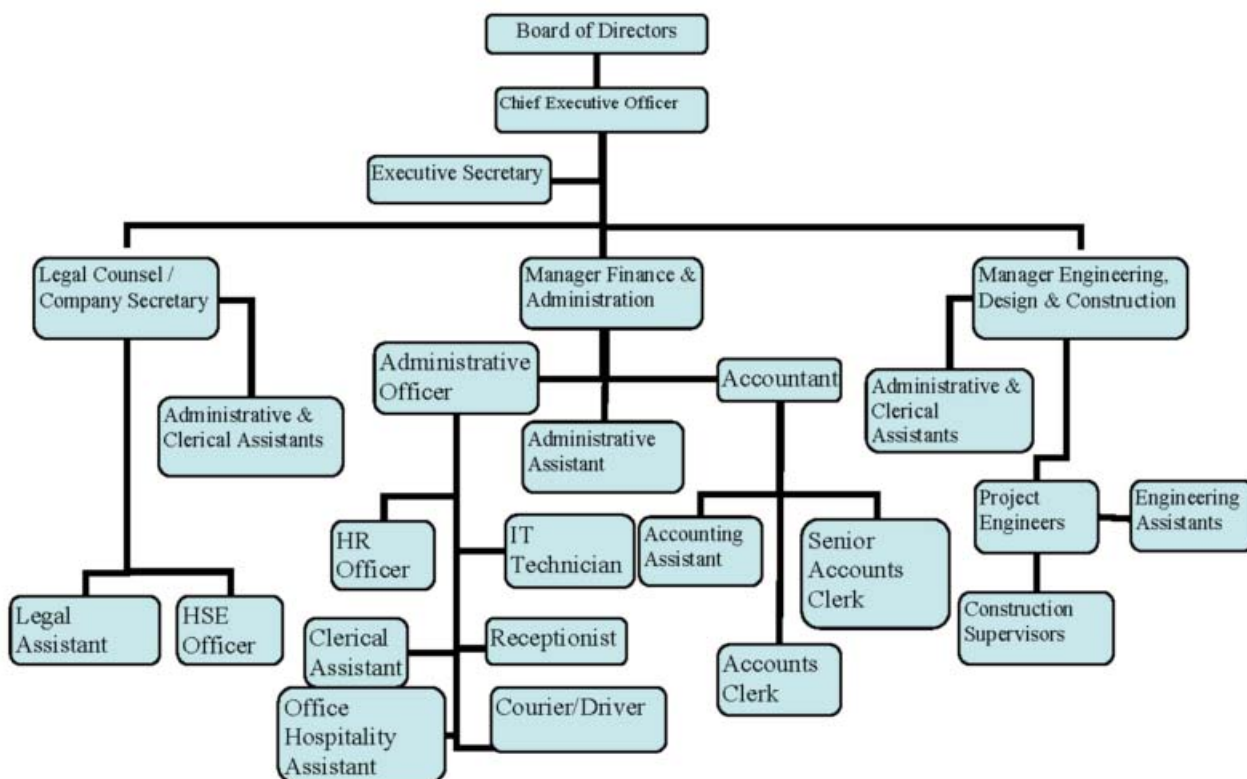 Board of Directors
Chief Executive Officer
Executive Secretary
Legal Counsel /
Company Secretary
Manager Finance &
Administration
Manager Engineering,
Design & Construction
Administrative
Officer
Accountant
Administrative &
Clerical
Assistants
Administrative &
Clerical Assistants
Administrative
Assistant
Project
Engineers
Engineering
Assistants
HR
Officer
IT
Technician
Accounting
Assistant
Senior
Accounts
Clerk
Legal
Assistant
HSE
Officer
Construction
Supervisors
Clerical
Assistant
Receptionist
Accounts
Clerk
Office
Hospitality
Assistant
Courier/Driver